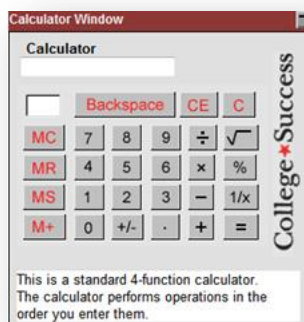 Calculator Window
Calculator
Backspace CE C
MC 7 8 9 ÷ √
MR 4 5 6 × %
MS 1 2 3 − 1/x
M+ 0 +/- . + =
College★Success
This is a standard 4-function calculator.
The calculator performs operations in the
order you enter them.